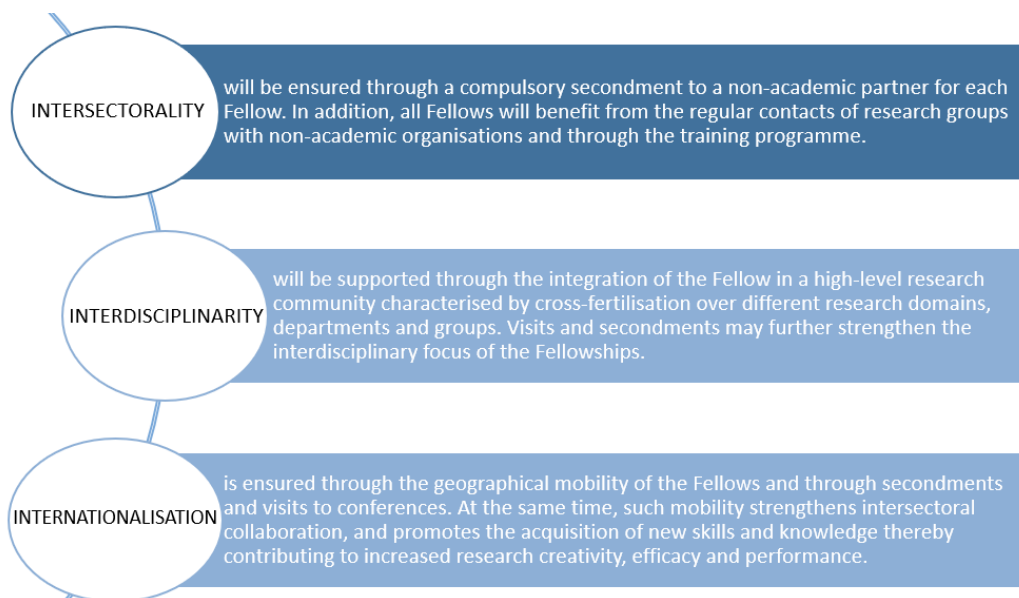 INTERSECTORALITY
will be ensured through a compulsory secondment to a non-academic partner for each
Fellow. In addition, all Fellows will benefit from the regular contacts of research groups
with non-academic organisations and through the training programme.
INTERDISCIPLINARITY
will be supported through the integration of the Fellow in a high-level research
community characterised by cross-fertilisation over different research domains,
departments and groups. Visits and secondments may further strengthen the
interdisciplinary focus of the Fellowships.
INTERNATIONALISATION
is ensured through the geographical mobility of the Fellows and through secondments
and visits to conferences. At the same time, such mobility strengthens intersectoral
collaboration, and promotes the acquisition of new skills and knowledge thereby
contributing to increased research creativity, efficacy and performance.